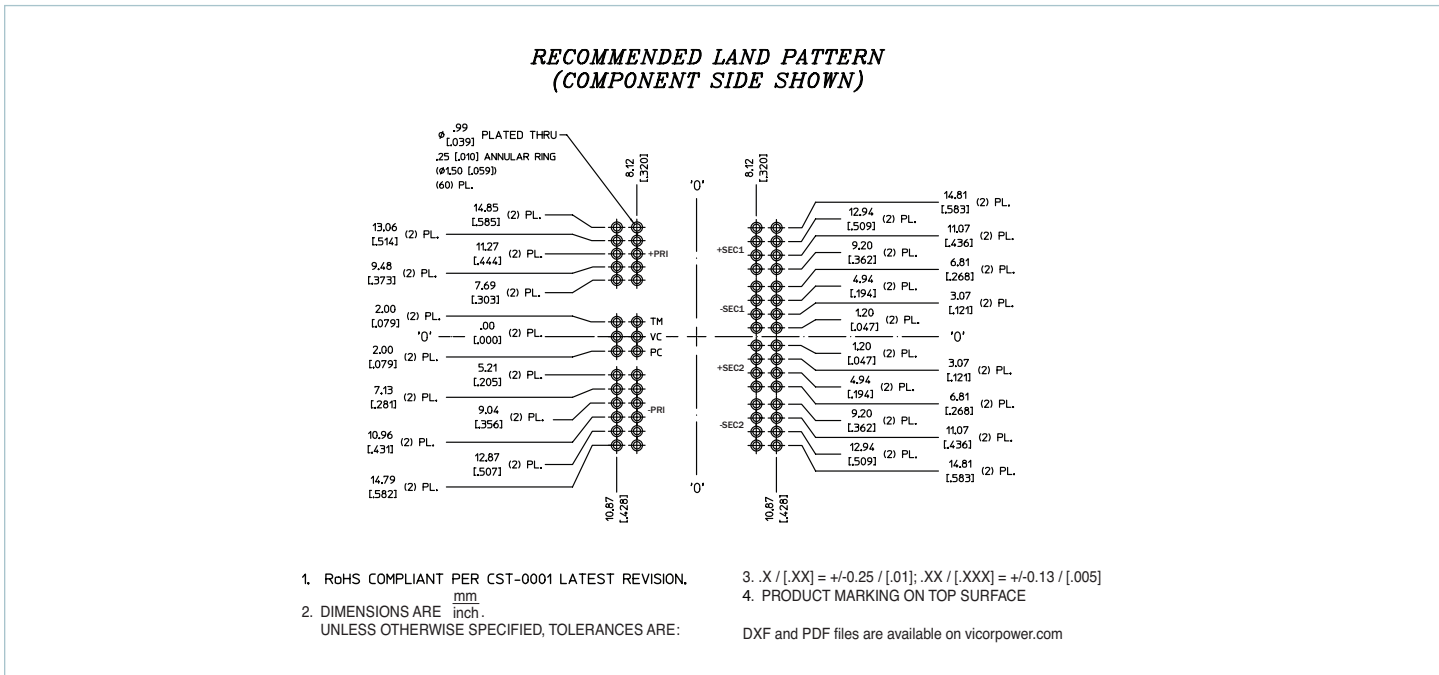 RECOMMENDED LAND PATTERN
(COMPONENT SIDE SHOWN)
ø .99 [.039] PLATED THRU
.25 [.010] ANNULAR RING
(ø1.50 [.059])
(60) PL.
8.12 [.320]
'0'
8.12 [.320]
14.85 [.585] (2) PL.
13.06 [.514] (2) PL.
11.27 [.444] (2) PL.
+PRI
9.48 [.373] (2) PL.
7.69 [.303] (2) PL.
2.00 [.079] (2) PL.
TM
'0'
.00 [.000] (2) PL.
VC
2.00 [.079] (2) PL.
PC
5.21 [.205] (2) PL.
7.13 [.281] (2) PL.
9.04 [.356] (2) PL.
-PRI
10.96 [.431] (2) PL.
12.87 [.507] (2) PL.
14.79 [.582] (2) PL.
10.87 [.428]
'0'
10.87 [.428]
14.81 [.583] (2) PL.
12.94 [.509] (2) PL.
11.07 [.436] (2) PL.
+SEC1
9.20 [.362] (2) PL.
6.81 [.268] (2) PL.
4.94 [.194] (2) PL.
3.07 [.121] (2) PL.
-SEC1
1.20 [.047] (2) PL.
'0'
1.20 [.047] (2) PL.
3.07 [.121] (2) PL.
+SEC2
4.94 [.194] (2) PL.
6.81 [.268] (2) PL.
9.20 [.362] (2) PL.
-SEC2
11.07 [.436] (2) PL.
12.94 [.509] (2) PL.
14.81 [.583] (2) PL.
1. RoHS COMPLIANT PER CST-0001 LATEST REVISION.
2. DIMENSIONS ARE mm / inch.
UNLESS OTHERWISE SPECIFIED, TOLERANCES ARE:
3. .X / [.XX] = +/-0.25 / [.01]; .XX / [.XXX] = +/-0.13 / [.005]
4. PRODUCT MARKING ON TOP SURFACE
DXF and PDF files are available on vicorpower.com